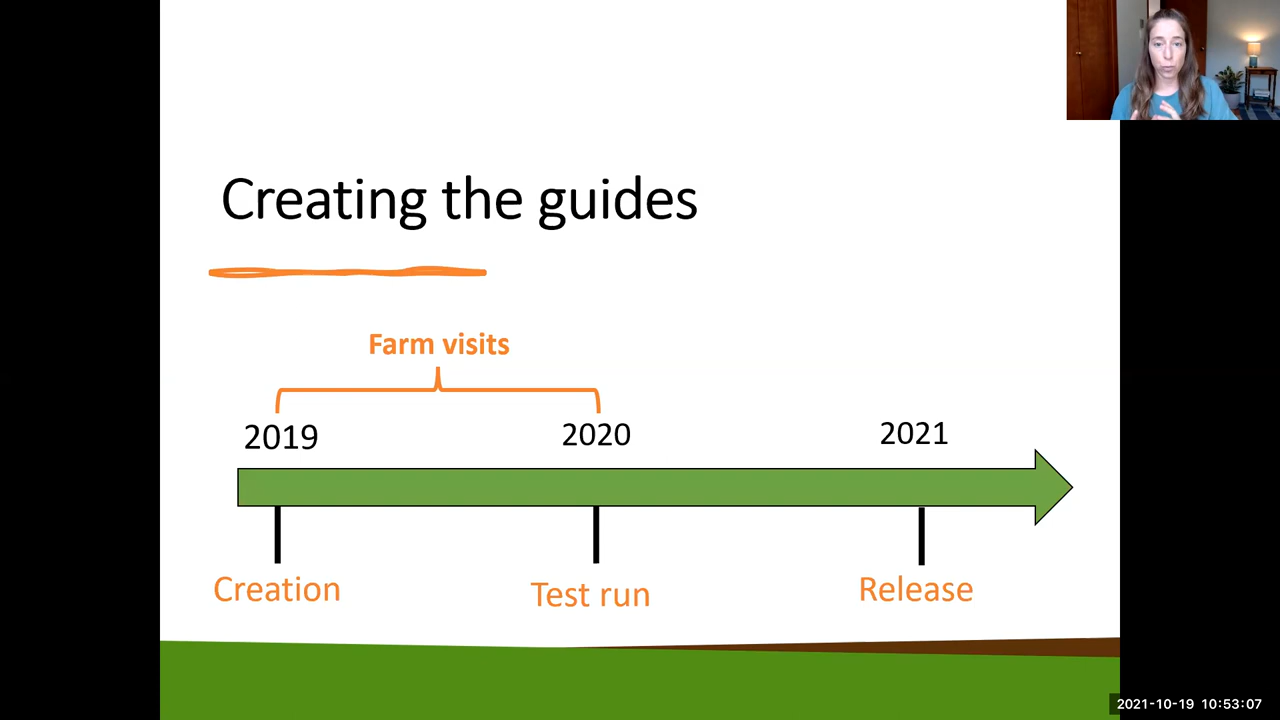 Creating the guides
Farm visits
2019 2020 2021
Creation Test run Release
2021-10-19 10:53:07